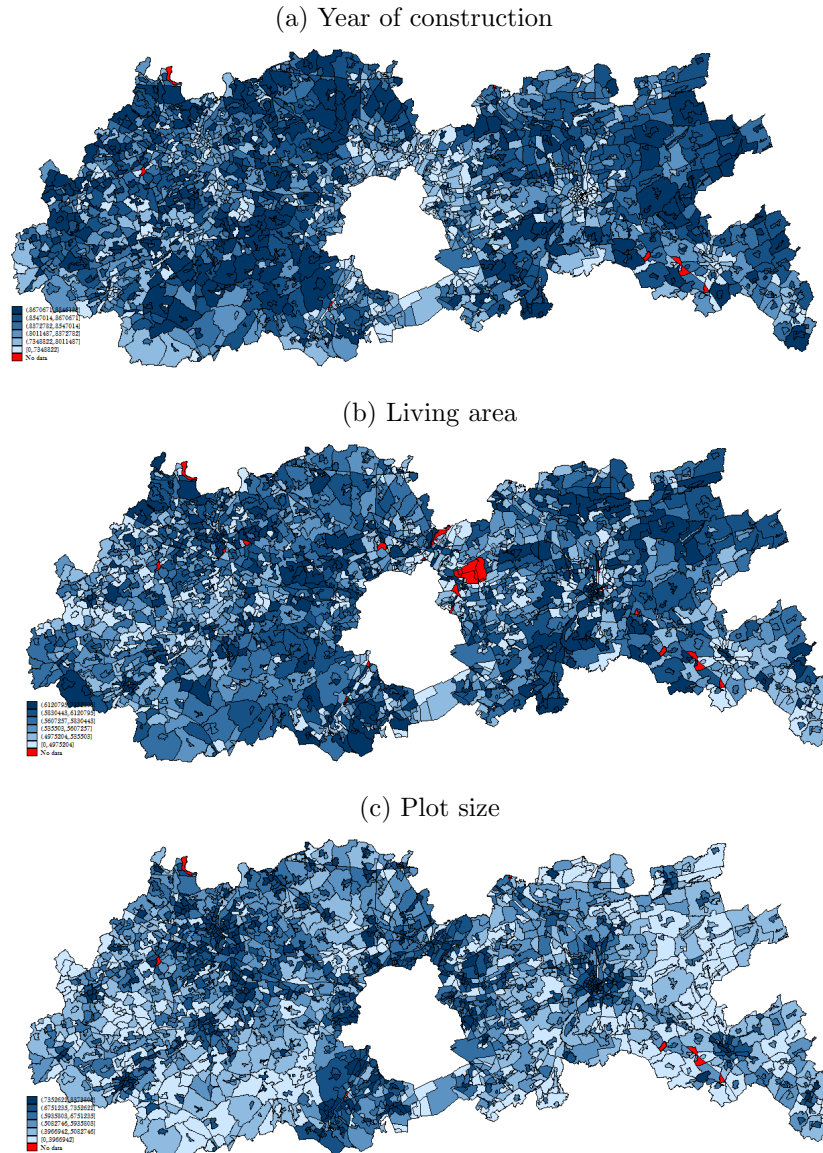 (a) Year of construction
(.8547014,.8670671]
(.8372782,.8547014]
(.8011487,.8372782]
(.7348822,.8011487]
[0,.7348822]
No data
(b) Living area
(.5830443,.6120795]
(.5607257,.5830443]
(.535503,.5607257]
(.4975204,.535503]
[0,.4975204]
No data
(c) Plot size
(.6751235,.7352622]
(.5935803,.6751235]
(.5082746,.5935803]
(.3966942,.5082746]
[0,.3966942]
No data